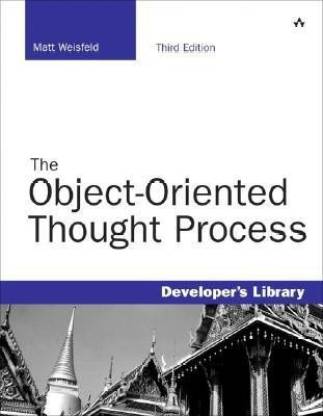 Matt Weisfeld
Third Edition
The
Object-Oriented
Thought Process
Developer's Library